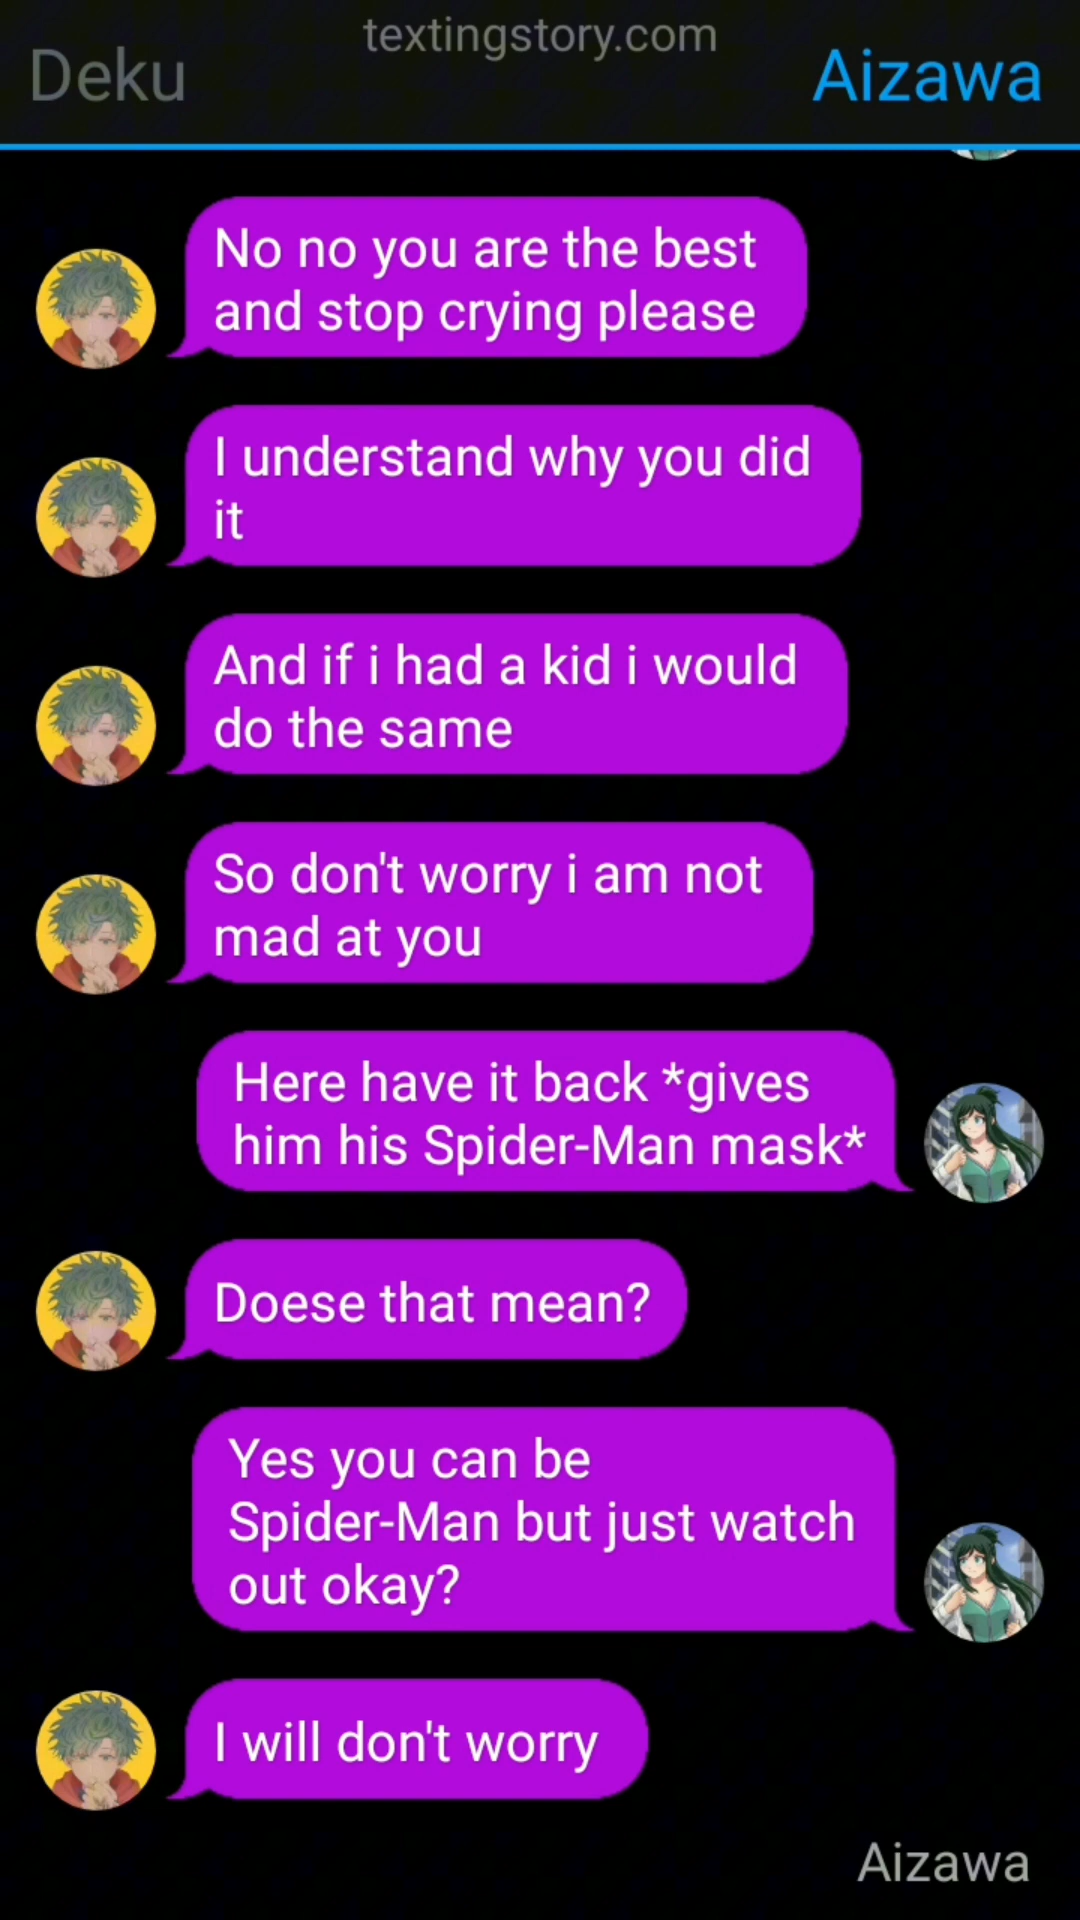 textingstory.com
Deku
Aizawa
No no you are the best
and stop crying please
I understand why you did
it
And if i had a kid i would
do the same
So don't worry i am not
mad at you
Here have it back *gives
him his Spider-Man mask*
Doese that mean?
Yes you can be
Spider-Man but just watch
out okay?
I will don't worry
Aizawa